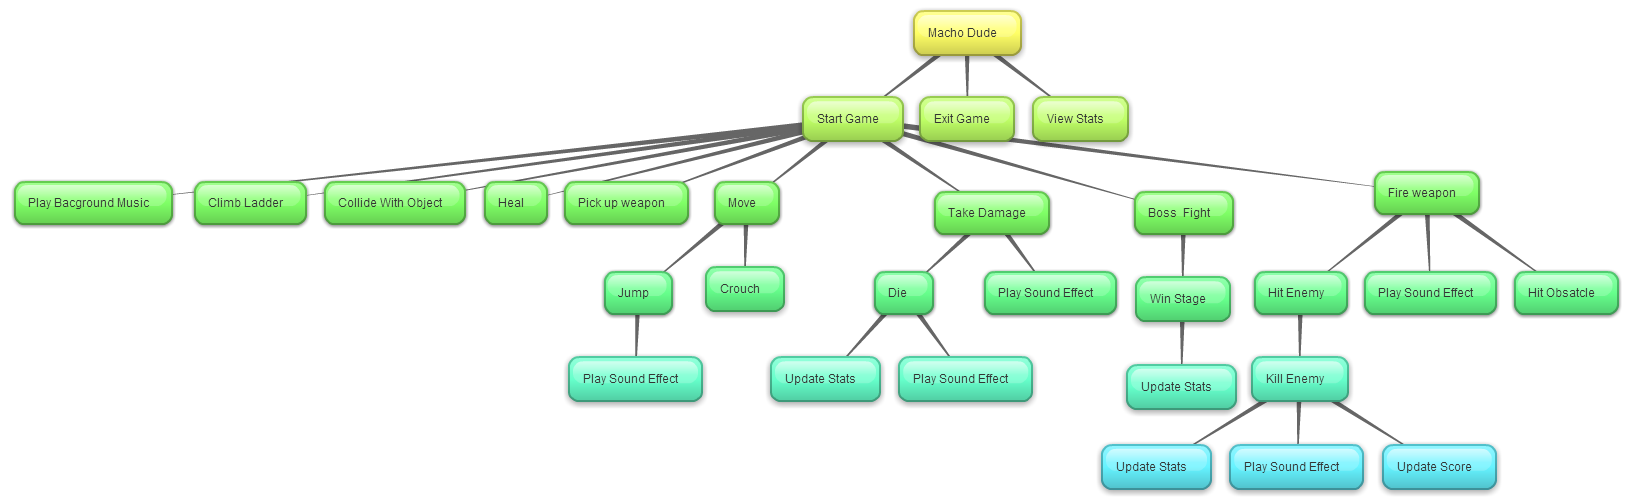 Macho Dude
Start Game
Exit Game
View Stats
Play Bacground Music
Climb Ladder
Collide With Object
Heal
Pick up weapon
Move
Take Damage
Boss  Fight
Fire weapon
Jump
Crouch
Die
Play Sound Effect
Win Stage
Hit Enemy
Play Sound Effect
Hit Obsatcle
Play Sound Effect
Update Stats
Play Sound Effect
Update Stats
Kill Enemy
Update Stats
Play Sound Effect
Update Score